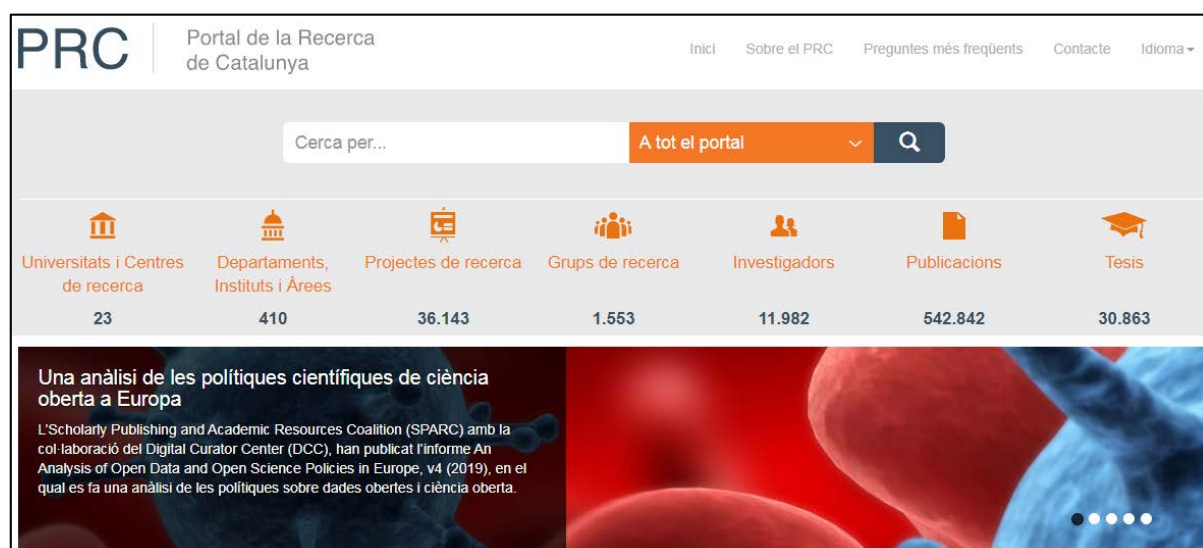 PRC
Portal de la Recerca
de Catalunya
Inici Sobre el PRC Preguntes més freqüents Contacte Idioma
Cerca per... A tot el portal
Universitats i Centres
de recerca
23
Departaments,
Instituts i Àrees
410
Projectes de recerca
36.143
Grups de recerca
1.553
Investigadors
11.982
Publicacions
542.842
Tesis
30.863
Una anàlisi de les polítiques científiques de ciència
oberta a Europa
L'Scholarly Publishing and Academic Resources Coalition (SPARC) amb la
col·laboració del Digital Curator Center (DCC), han publicat l'informe An
Analysis of Open Data and Open Science Policies in Europe, v4 (2019), en el
qual es fa una anàlisi de les polítiques sobre dades obertes i ciència oberta.